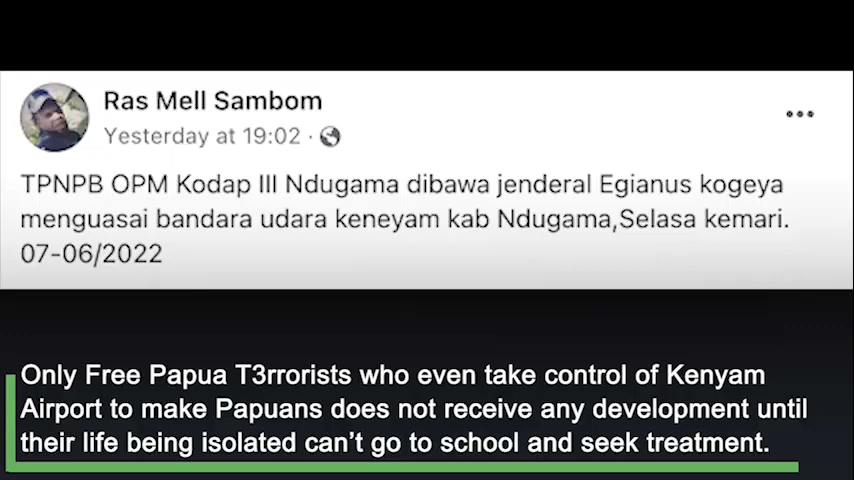 Ras Mell Sambom
Yesterday at 19:02 ·
TPNPB OPM Kodap III Ndugama dibawa jenderal Egianus kogeya
menguasai bandara udara keneyam kab Ndugama,Selasa kemari.
07-06/2022
Only Free Papua T3rrorists who even take control of Kenyam
Airport to make Papuans does not receive any development until
their life being isolated can’t go to school and seek treatment.